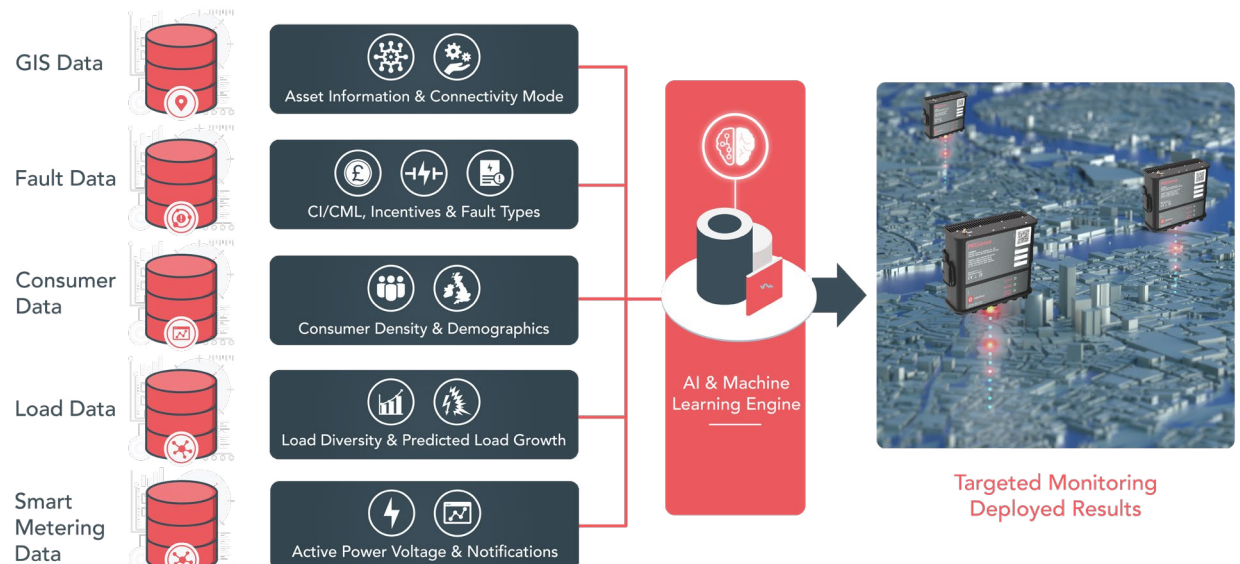 GIS Data
Asset Information & Connectivity Mode
Fault Data
£
CI/CML, Incentives & Fault Types
Consumer
Data
Consumer Density & Demographics
Load Data
Load Diversity & Predicted Load Growth
Smart
Metering
Data
Active Power Voltage & Notifications
AI & Machine
Learning Engine
Targeted Monitoring
Deployed Results